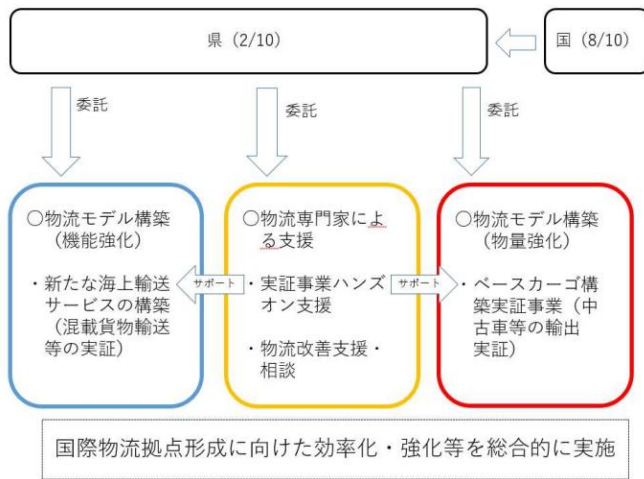 県（2/10）
国（8/10）
委託
委託
委託
〇物流モデル構築
（機能強化）
・新たな海上輸送
サービスの構築
（混載貨物輸送
等の実証）
サポート
〇物流専門家によ
る支援
・実証事業ハンズ
オン支援
・物流改善支援・
相談
サポート
〇物流モデル構築
（物量強化）
・ベースカーゴ構
築実証事業（中
古車等の輸出
実証）
国際物流拠点形成に向けた効率化・強化等を総合的に実施